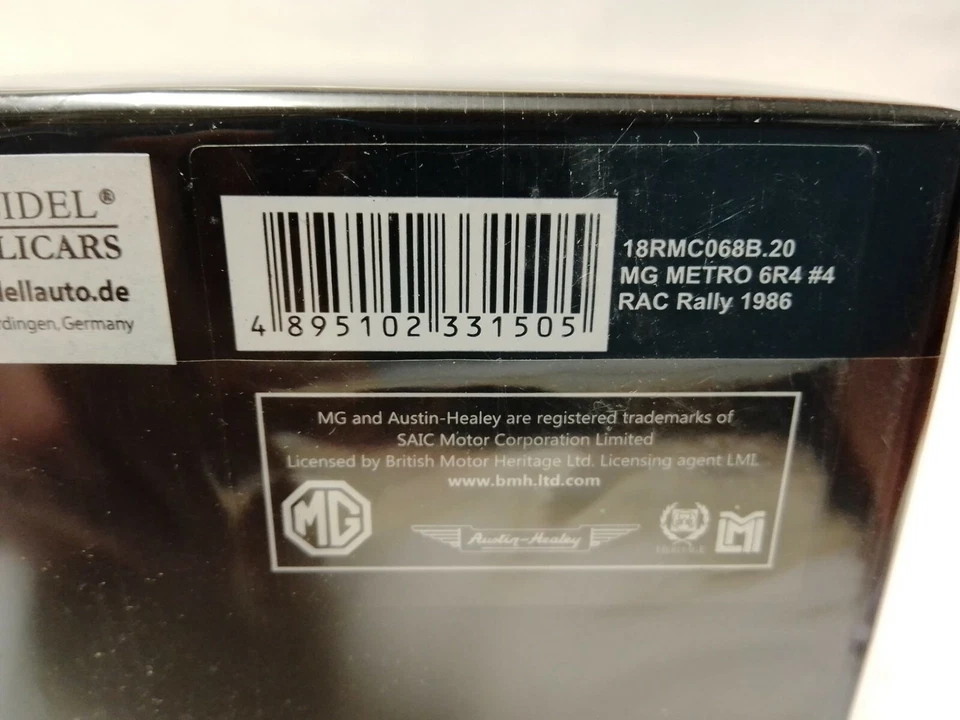 IDEL®
LICARS
ellauto.de
rdingen, Germany
4 895102 331505
18RMC068B.20
MG METRO 6R4 #4
RAC Rally 1986
MG and Austin-Healey are registered trademarks of
SAIC Motor Corporation Limited
Licensed by British Motor Heritage Ltd. Licensing agent LML
www.bmh.ltd.com
MG
Austin-Healey
LML